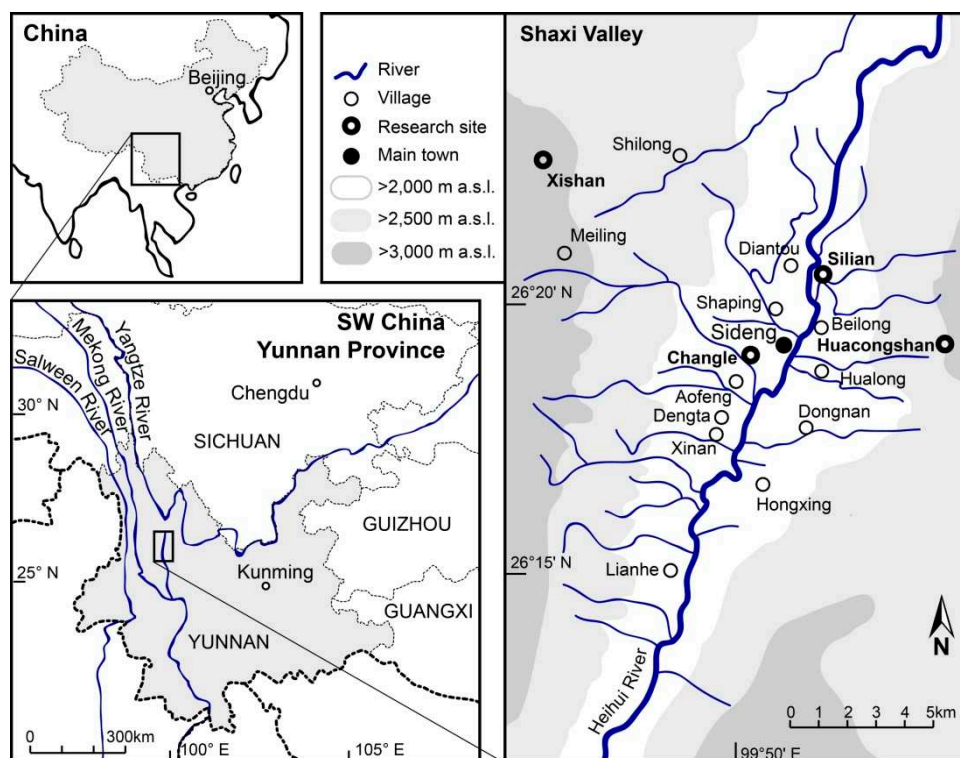 China
Beijing
River
Village
Research site
Main town
>2,000 m a.s.l.
>2,500 m a.s.l.
>3,000 m a.s.l.
SW China
Yunnan Province
Salween River
Mekong River
Yangtze River
Chengdu
30° N
SICHUAN
GUIZHOU
Kunming
25° N
GUANGXI
YUNNAN
0 300km
100° E
105° E
Shaxi Valley
Shilong
Xishan
Meiling
Diantou
Silian
26°20' N
Shaping
Beilong
Sideng
Huacongshan
Changle
Hualong
Aofeng
Dengta
Dongnan
Xinan
Hongxing
26°15' N
Lianhe
N
Heihui River
0 1 2 3 4 5km
99°50' E